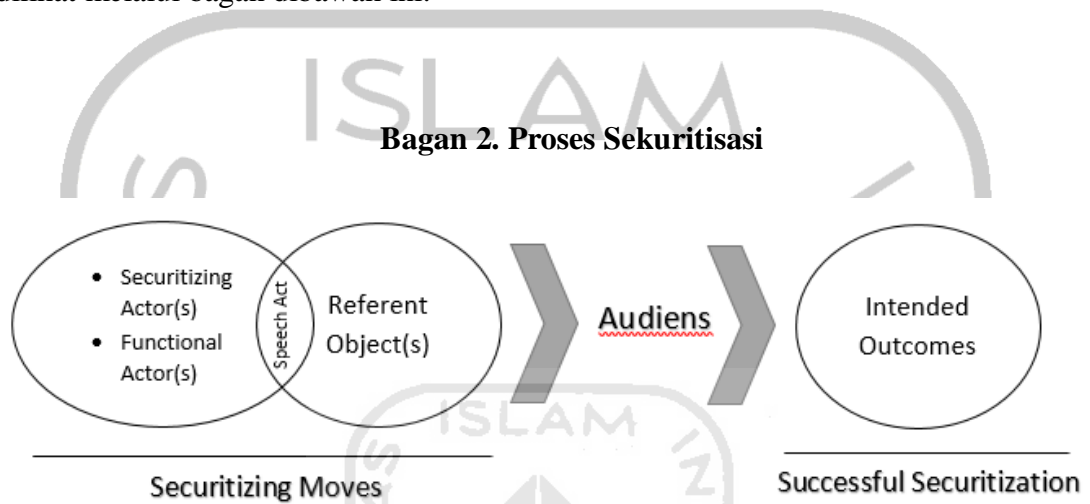 dilihat melalui bagan dibawah ini:
ISLAM
Bagan 2. Proses Sekuritisasi
• Securitizing
Actor(s)
• Functional
Actor(s)
Speech Act
Referent
Object(s)
Audiens
Intended
Outcomes
ISLAM
Securitizing Moves
Successful Securitization